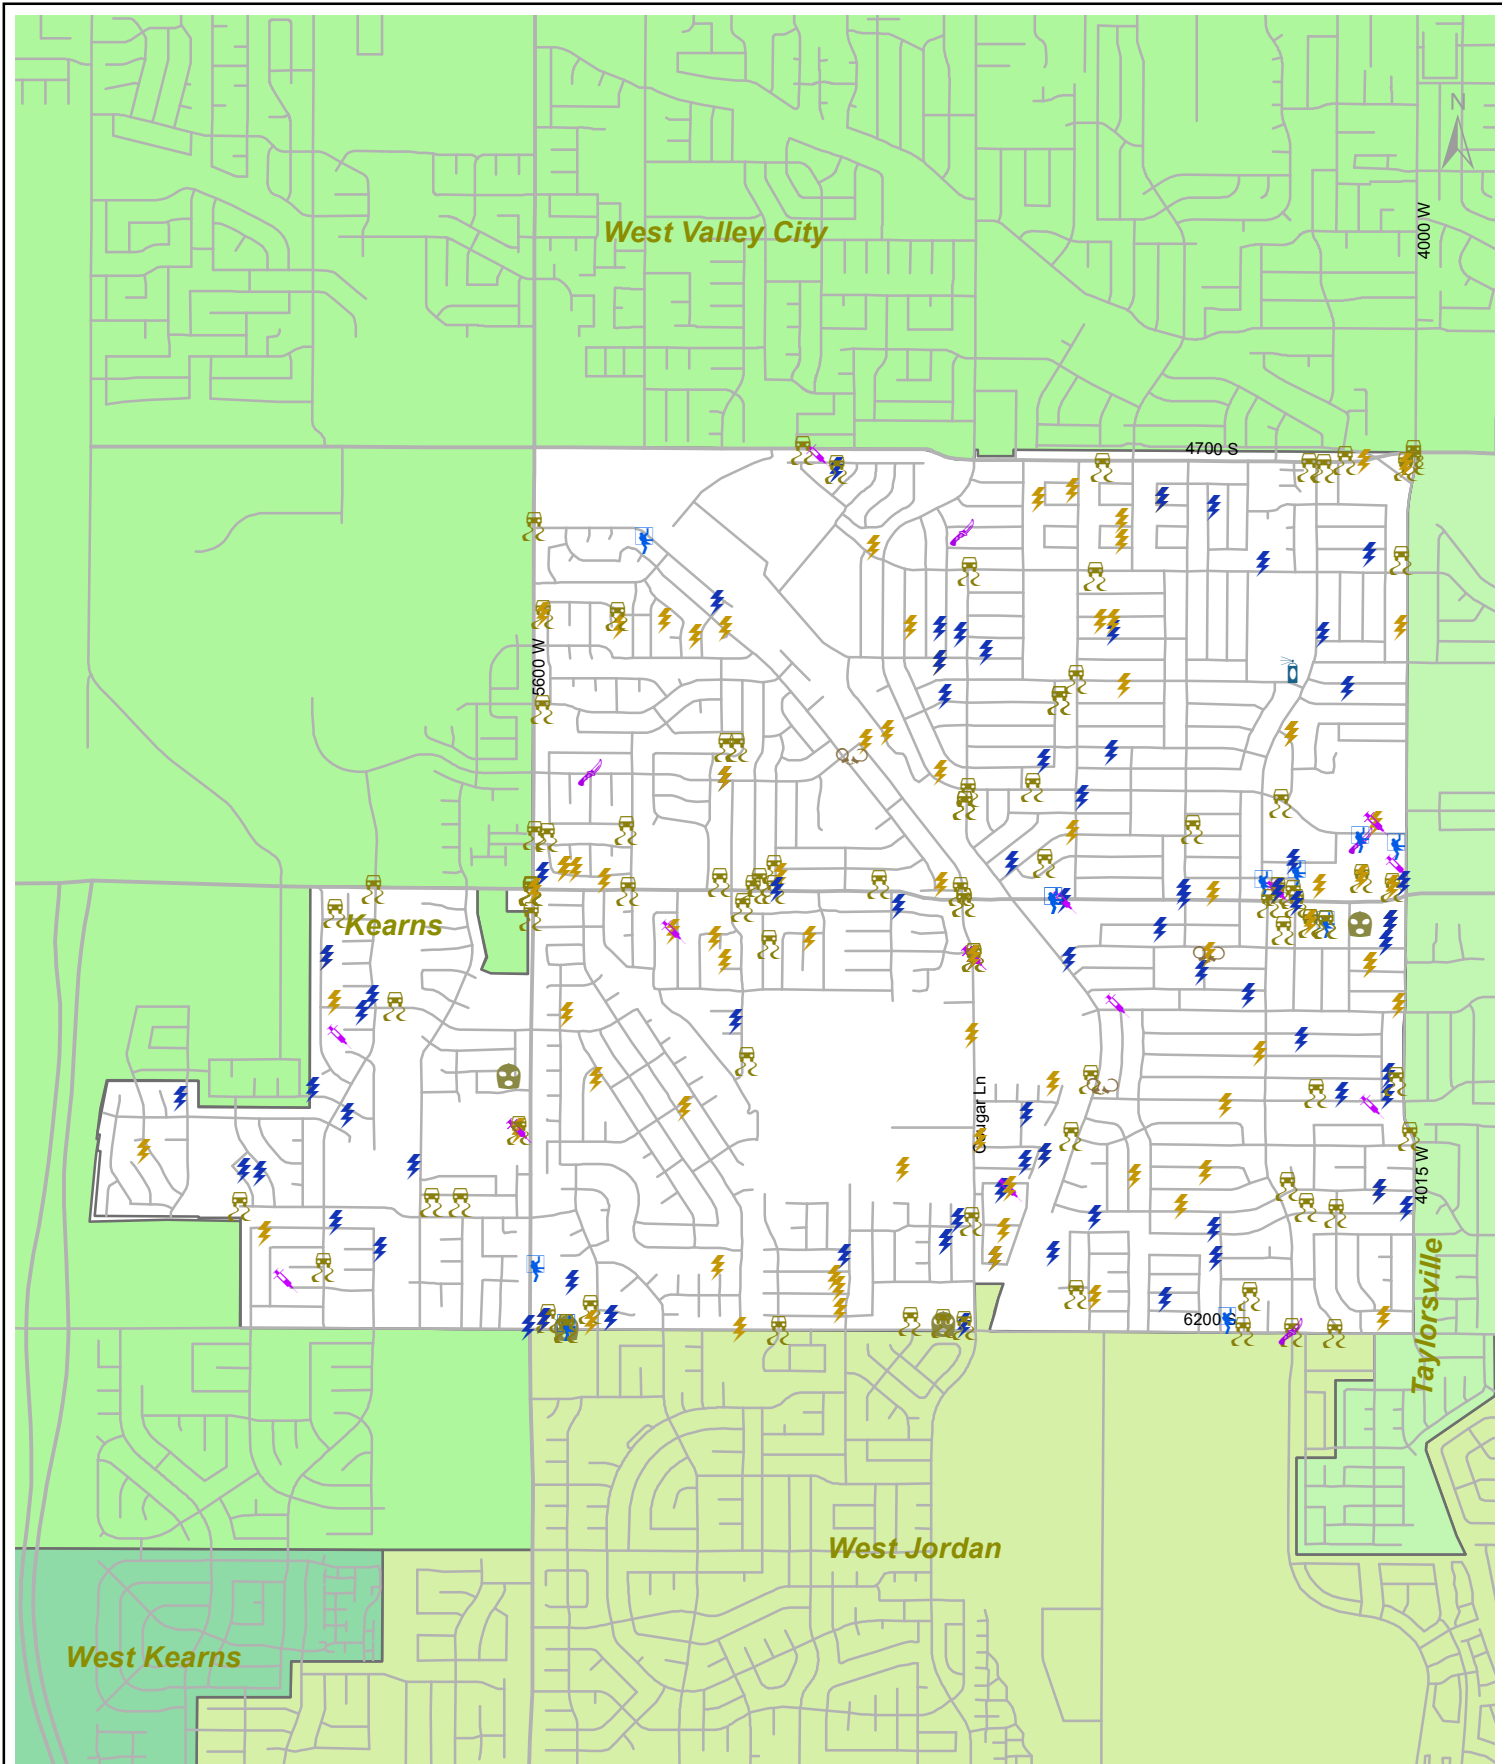 N
West Valley City
4000 W
4700 S
5600 W
Kearns
Cougar Ln
4015 W
6200 S
Taylorsville
West Jordan
West Kearns